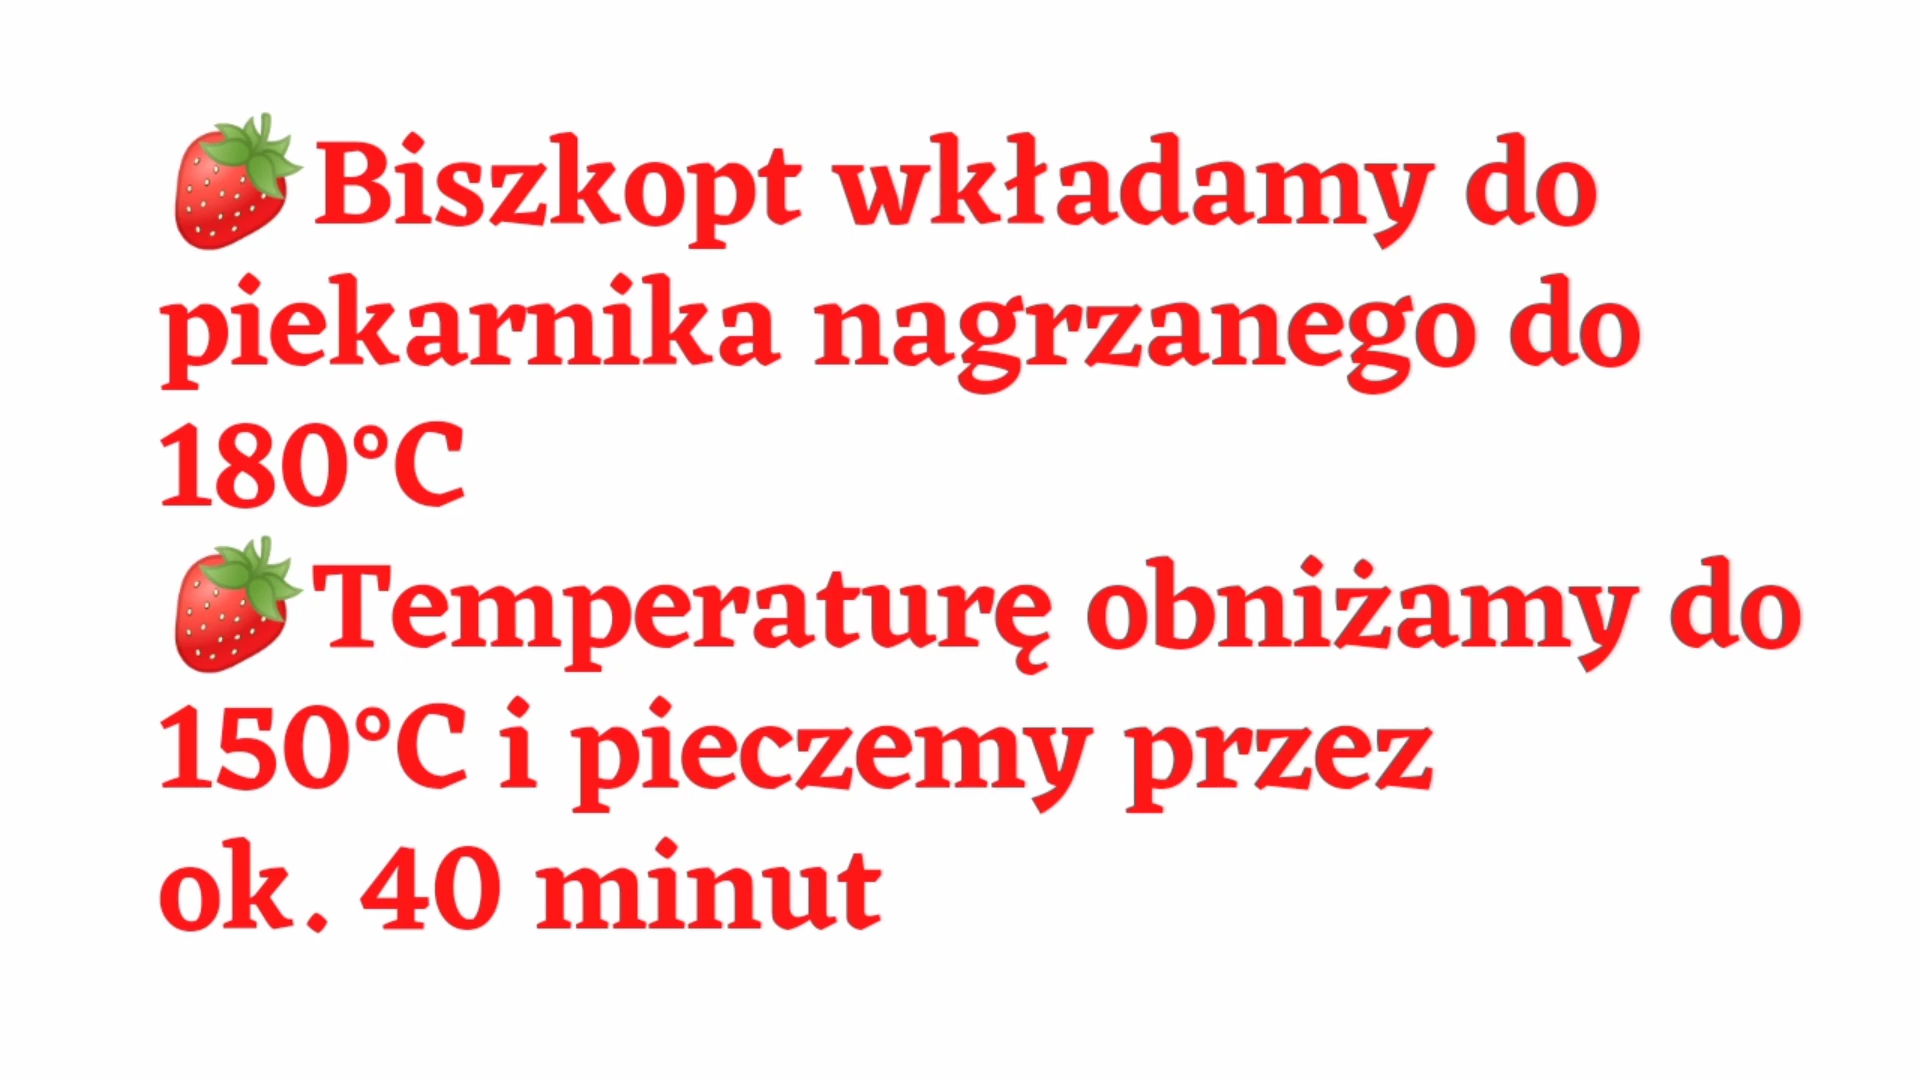 🍓Biszkopt wkładamy do
piekarnika nagrzanego do
180°C
🍓Temperaturę obniżamy do
150°C i pieczemy przez
ok. 40 minut